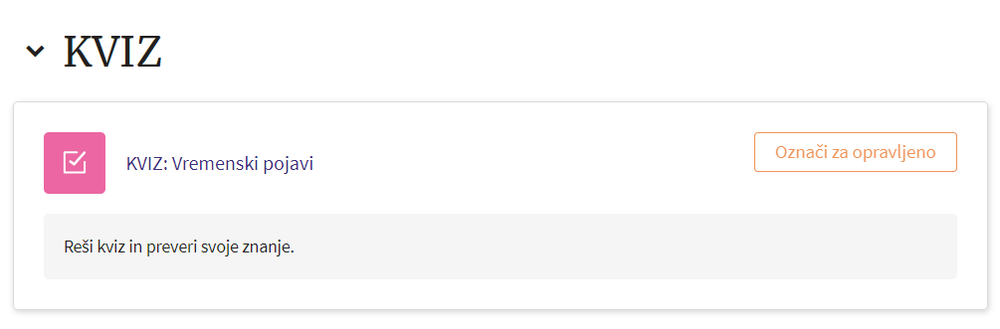 KVIZ
KVIZ: Vremenski pojavi
Označi za opravljeno
Reši kviz in preveri svoje znanje.